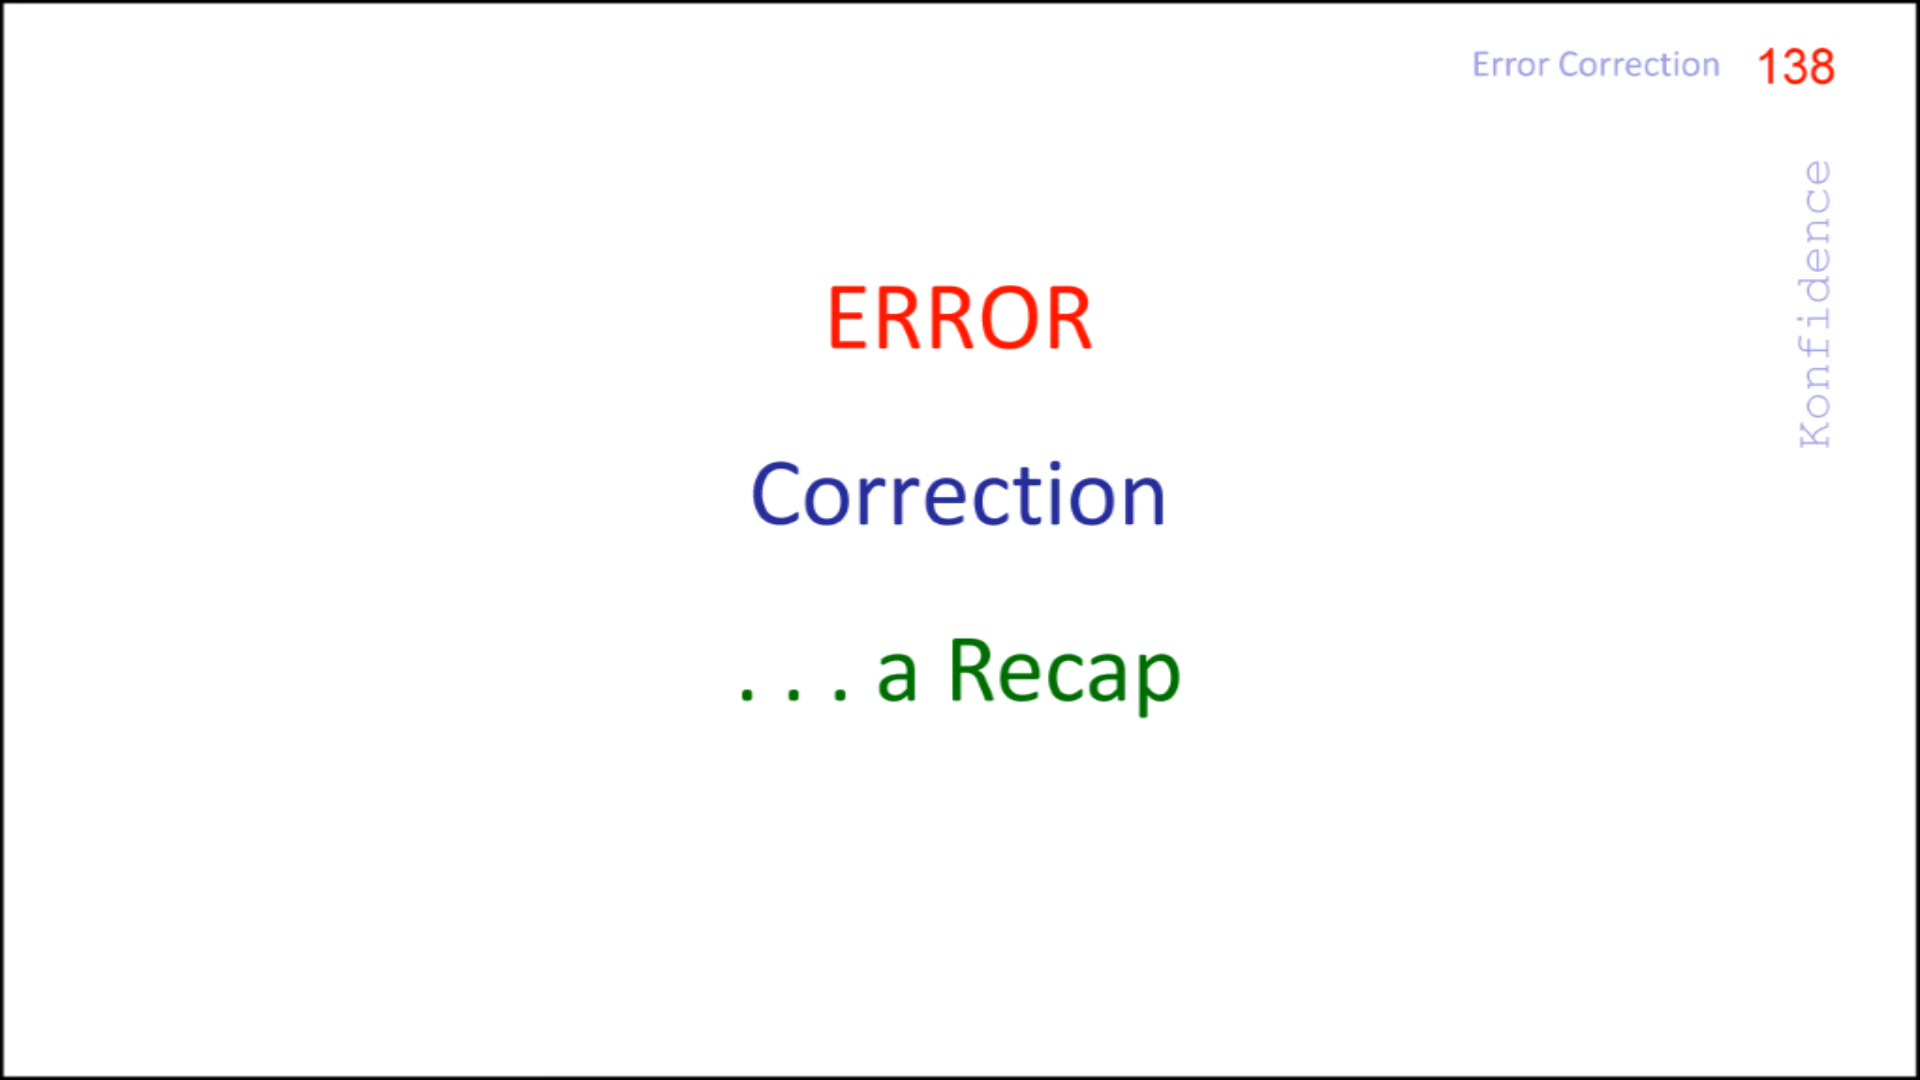 Error Correction 138
Konfidence
ERROR
Correction
. . . a Recap